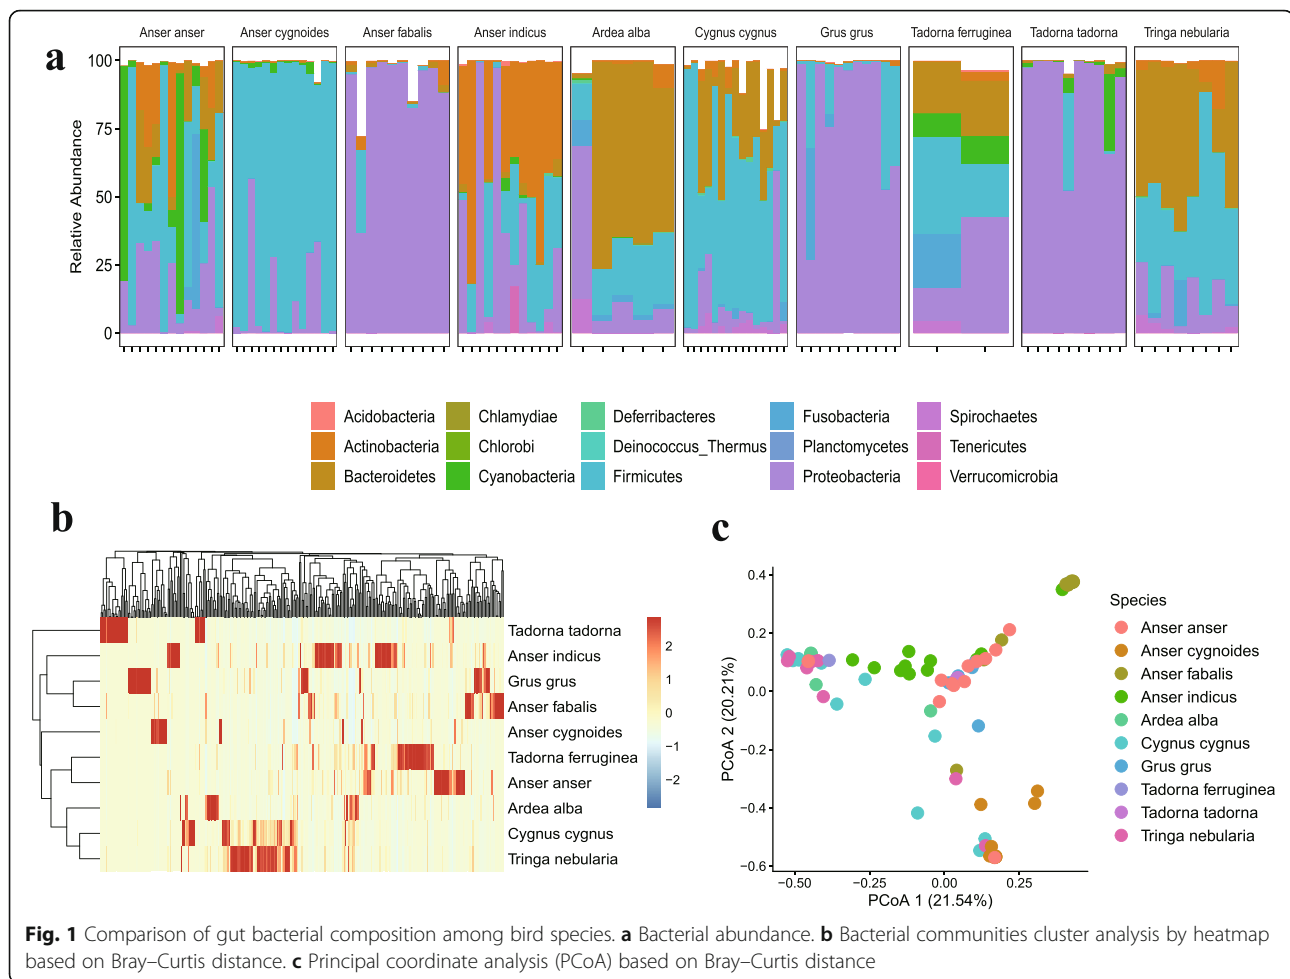 Anser anser Anser cygnoides Anser fabalis Anser indicus Ardea alba Cygnus cygnus Grus grus Tadorna ferruginea Tadorna tadorna Tringa nebularia
a
100
75
50
25
0
Relative Abundance
Acidobacteria Chlamydiae Deferribacteres Fusobacteria Spirochaetes
Actinobacteria Chlorobi Deinococcus_Thermus Planctomycetes Tenericutes
Bacteroidetes Cyanobacteria Firmicutes Proteobacteria Verrucomicrobia
b
Tadorna tadorna
Anser indicus
Grus grus
Anser fabalis
Anser cygnoides
Tadorna ferruginea
Anser anser
Ardea alba
Cygnus cygnus
Tringa nebularia
2
1
0
−1
−2
c
0.4
0.2
0.0
−0.2
−0.4
−0.6
PCoA 2 (20.21%)
−0.50 −0.25 0.00 0.25
PCoA 1 (21.54%)
Species
Anser anser
Anser cygnoides
Anser fabalis
Anser indicus
Ardea alba
Cygnus cygnus
Grus grus
Tadorna ferruginea
Tadorna tadorna
Tringa nebularia
Fig. 1 Comparison of gut bacterial composition among bird species. a Bacterial abundance. b Bacterial communities cluster analysis by heatmap
based on Bray–Curtis distance. c Principal coordinate analysis (PCoA) based on Bray–Curtis distance